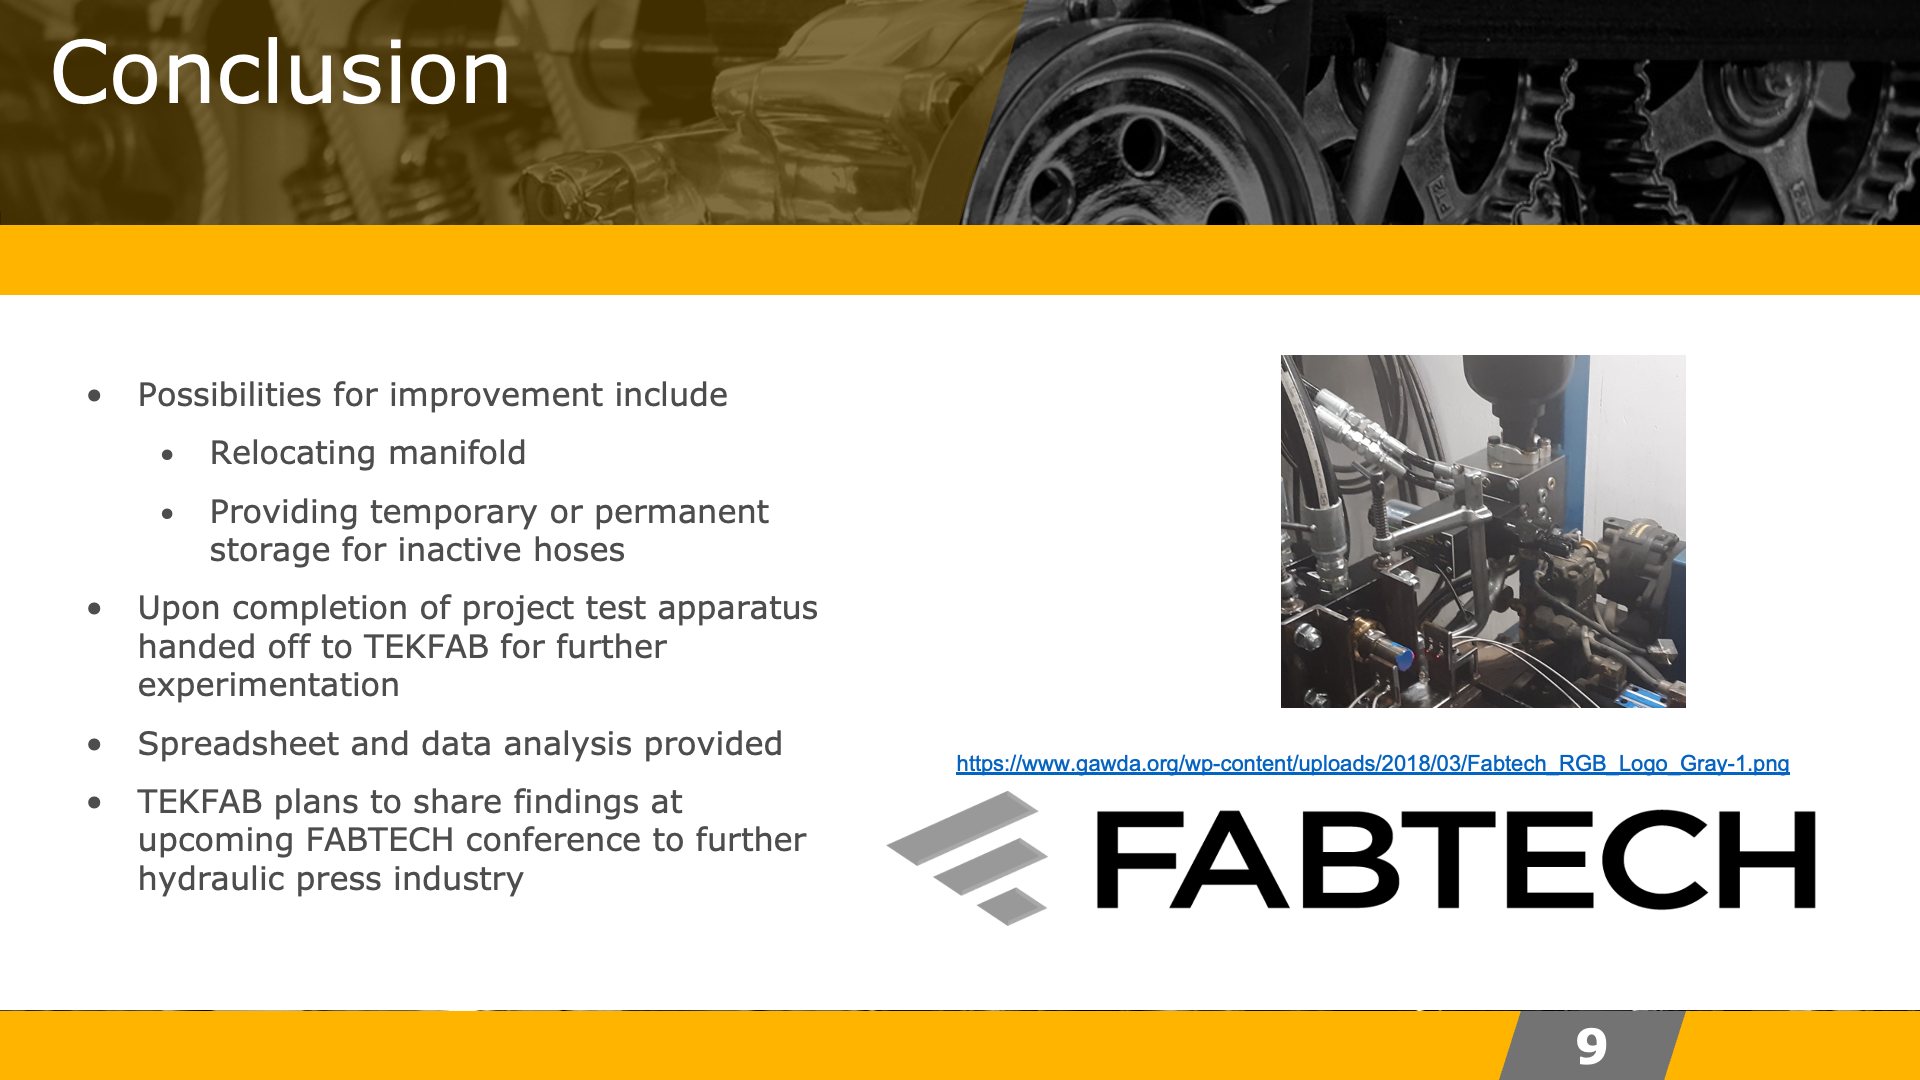 Conclusion
• Possibilities for improvement include
• Relocating manifold
• Providing temporary or permanent
storage for inactive hoses
• Upon completion of project test apparatus
handed off to TEKFAB for further
experimentation
• Spreadsheet and data analysis provided
• TEKFAB plans to share findings at
upcoming FABTECH conference to further
hydraulic press industry
https://www.gawda.org/wp-content/uploads/2018/03/Fabtech_RGB_Logo_Gray-1.png
FABTECH
9